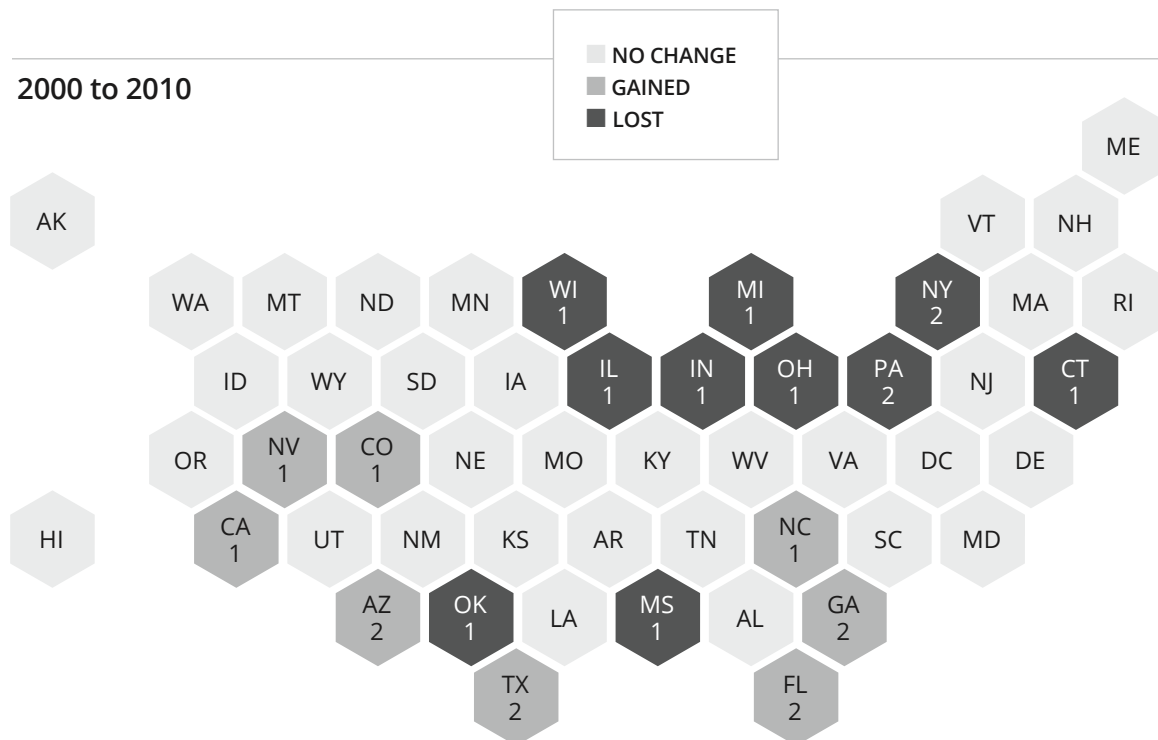 NO CHANGE
GAINED
LOST
2000 to 2010
ME
AK
VT
NH
WA
MT
ND
MN
WI
1
MI
1
NY
2
MA
RI
ID
WY
SD
IA
IL
1
IN
1
OH
1
PA
2
NJ
CT
1
OR
NV
1
CO
1
NE
MO
KY
WV
VA
DC
DE
HI
CA
1
UT
NM
KS
AR
TN
NC
1
SC
MD
AZ
2
OK
1
LA
MS
1
AL
GA
2
TX
2
FL
2